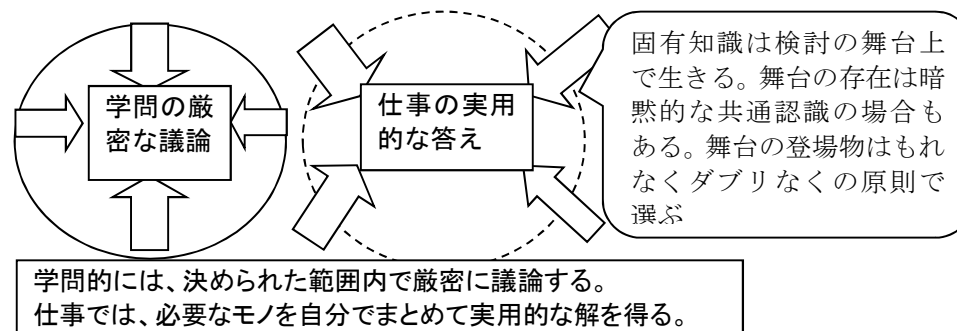 学問の厳
密な議論
仕事の実用
的な答え
固有知識は検討の舞台上
で生きる。舞台の存在は暗
黙的な共通認識の場合も
ある。舞台の登場物はもれ
なくダブリなくの原則で
選ぶ
学問的には、決められた範囲内で厳密に議論する。
仕事では、必要なモノを自分でまとめて実用的な解を得る。